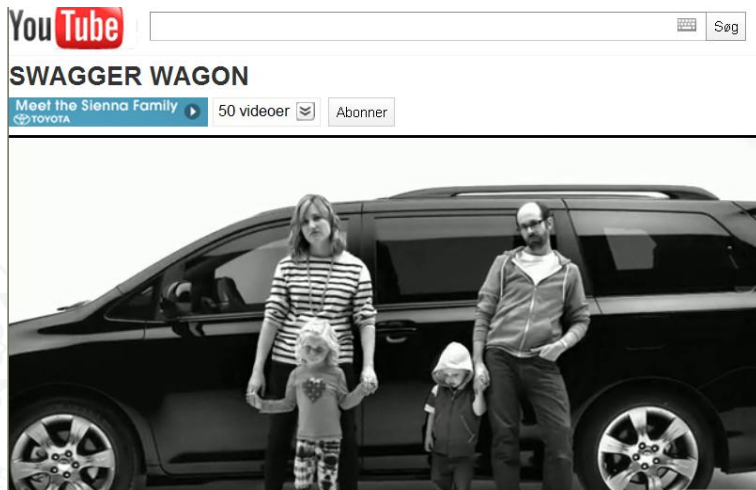 YouTube
Søg
SWAGGER WAGON
Meet the Sienna Family
TOYOTA
50 videoer
Abonner